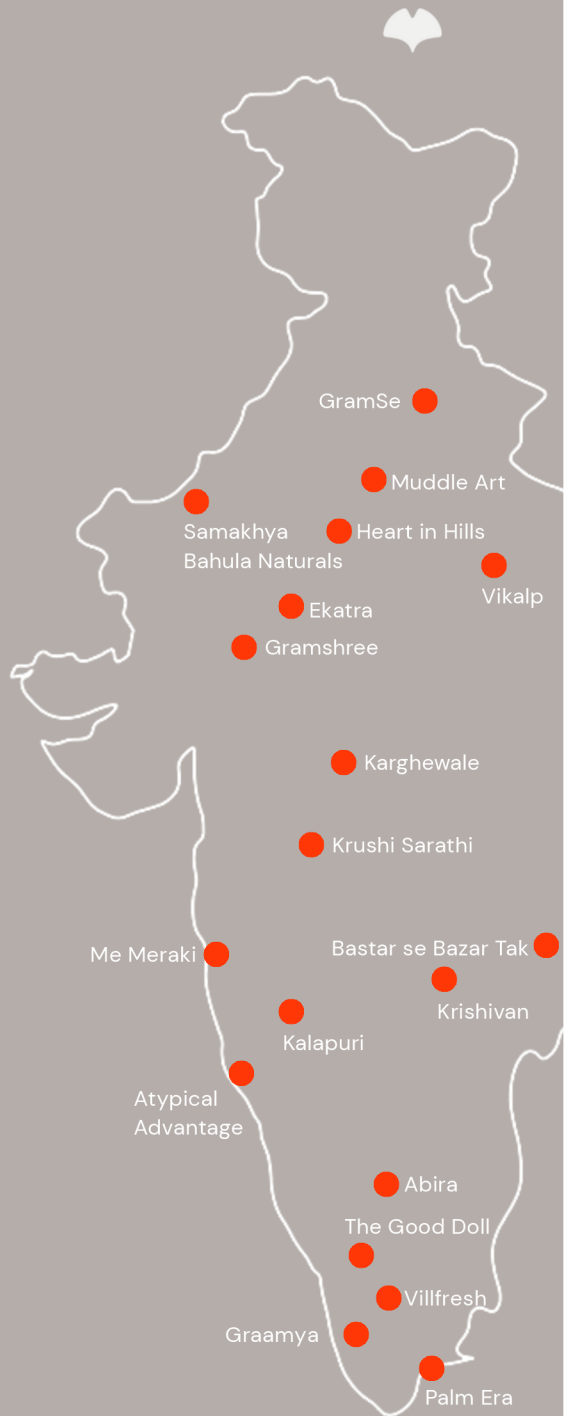 GramSe
Muddle Art
Samakhya
Bahula Naturals
Heart in Hills
Vikalp
Ekatra
Gramshree
Karghewale
Krushi Sarathi
Me Meraki
Bastar se Bazar Tak
Krishivan
Kalapuri
Atypical
Advantage
Abira
The Good Doll
Villfresh
Graamya
Palm Era